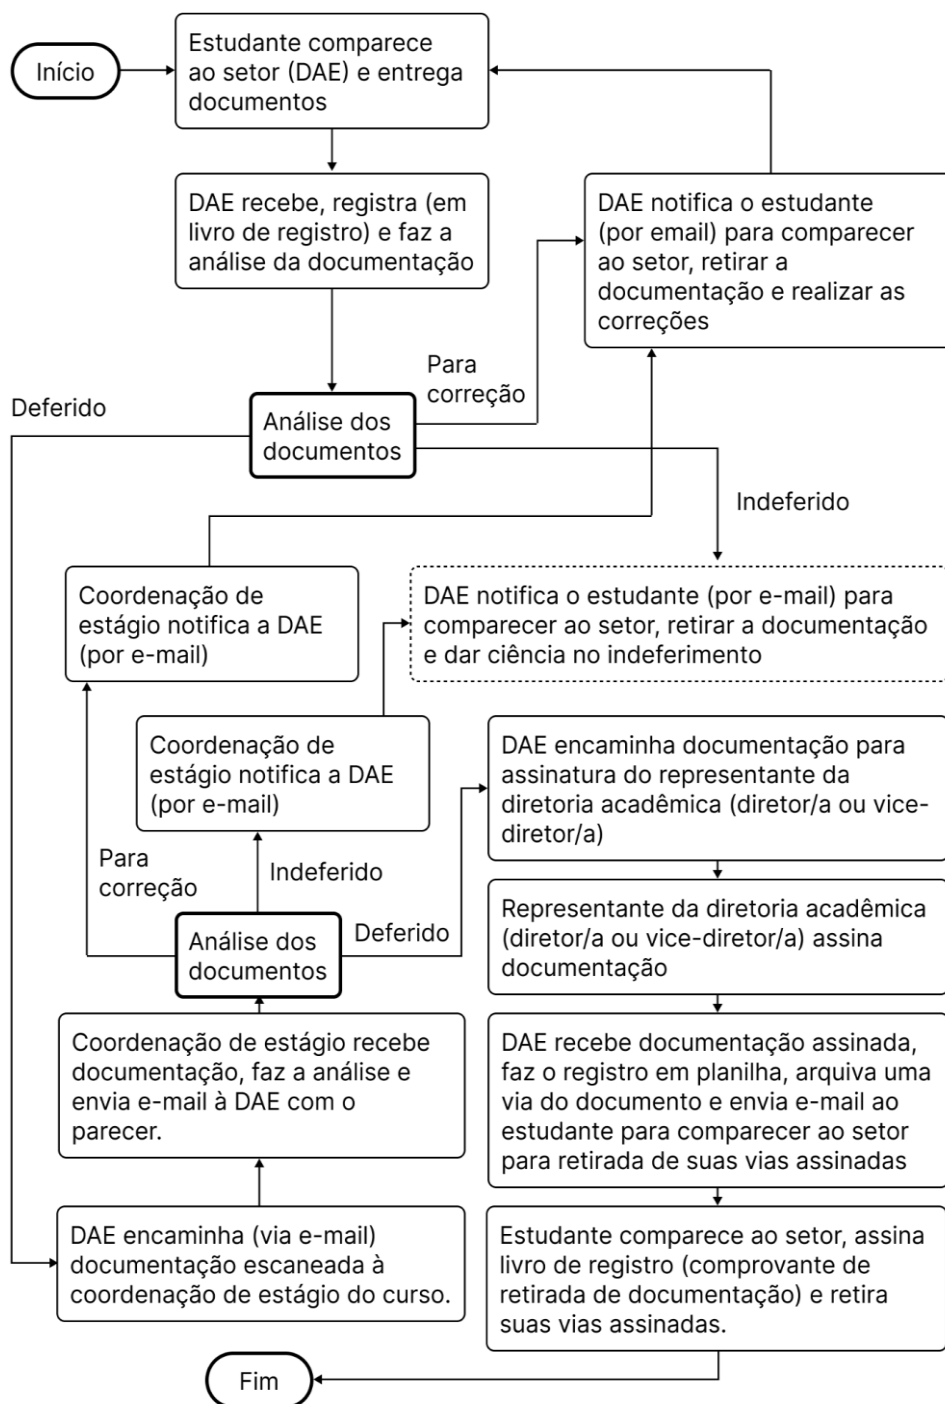 Início
Estudante comparece
ao setor (DAE) e entrega
documentos
DAE recebe, registra (em
livro de registro) e faz a
análise da documentação
DAE notifica o estudante
(por email) para comparecer
ao setor, retirar a
documentação e realizar as
correções
Para
correção
Deferido
Análise dos
documentos
Indeferido
Coordenação de
estágio notifica a DAE
(por e-mail)
DAE notifica o estudante (por e-mail) para
comparecer ao setor, retirar a documentação
e dar ciência no indeferimento
Coordenação de
estágio notifica a DAE
(por e-mail)
DAE encaminha documentação para
assinatura do representante da
diretoria acadêmica (diretor/a ou vice-
diretor/a)
Para
correção
Indeferido
Análise dos
documentos
Deferido
Representante da diretoria acadêmica
(diretor/a ou vice-diretor/a) assina
documentação
Coordenação de estágio recebe
documentação, faz a análise e
envia e-mail à DAE com o
parecer.
DAE recebe documentação assinada,
faz o registro em planilha, arquiva uma
via do documento e envia e-mail ao
estudante para comparecer ao setor
para retirada de suas vias assinadas
DAE encaminha (via e-mail)
documentação escaneada à
coordenação de estágio do curso.
Estudante comparece ao setor, assina
livro de registro (comprovante de
retirada de documentação) e retira
suas vias assinadas.
Fim